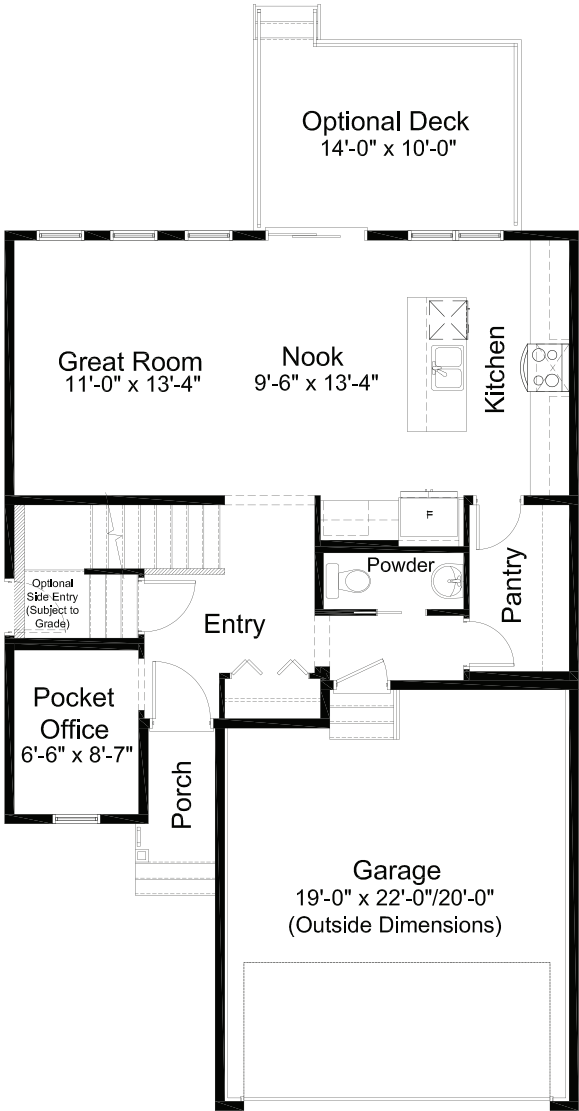 Optional Deck
14'-0" x 10'-0"
Great Room
11'-0" x 13'-4"
Nook
9'-6" x 13'-4"
Kitchen
F
Powder
Pantry
Optional
Side Entry
(Subject to
Grade)
Entry
Pocket
Office
6'-6" x 8'-7"
Porch
Garage
19'-0" x 22'-0"/20'-0"
(Outside Dimensions)